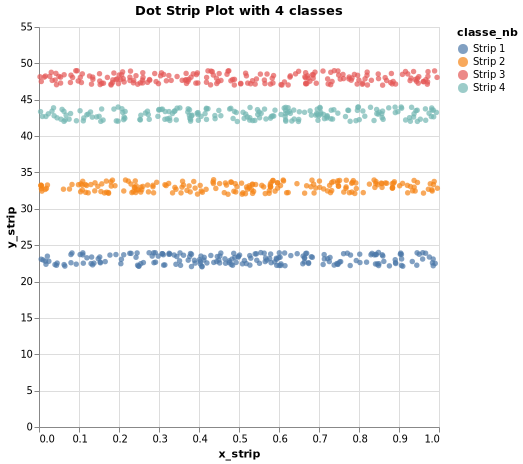 Dot Strip Plot with 4 classes
classe_nb
Strip 1
Strip 2
Strip 3
Strip 4
y_strip
55
50
45
40
35
30
25
20
15
10
5
0
0.0 0.1 0.2 0.3 0.4 0.5 0.6 0.7 0.8 0.9 1.0
x_strip